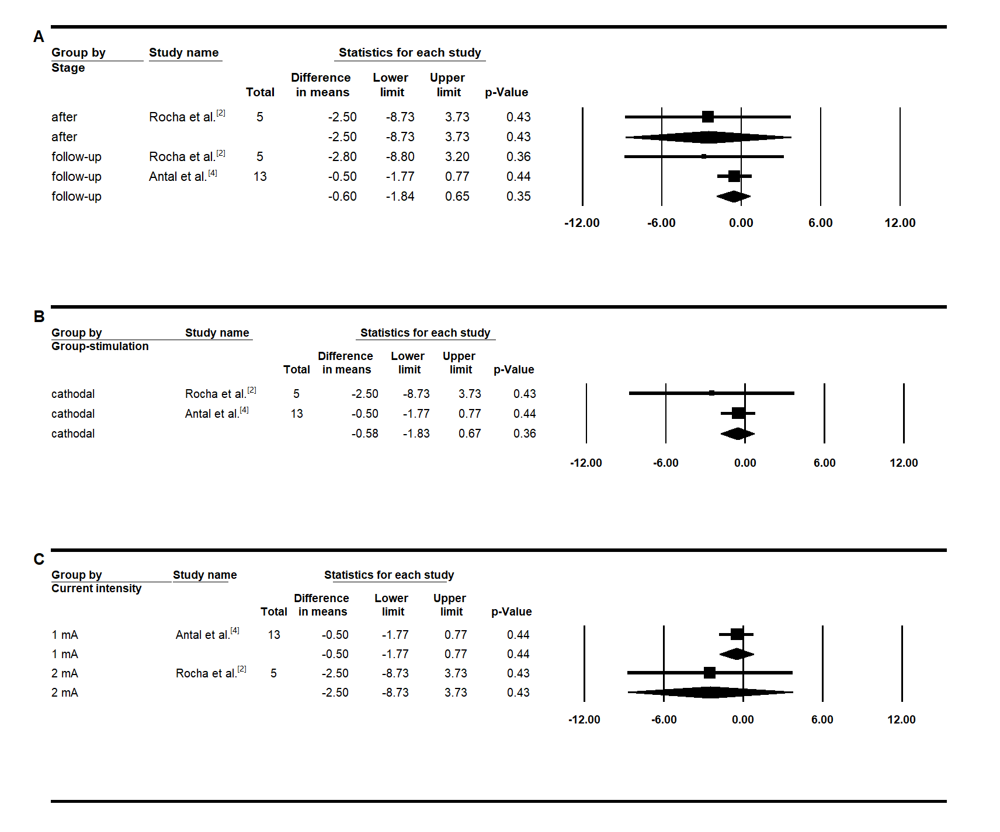 A
Group by Study name Statistics for each study
Stage
Difference Lower Upper
Total in means limit limit p-Value
after Rocha et al.[2] 5 -2.50 -8.73 3.73 0.43
after -2.50 -8.73 3.73 0.43
follow-up Rocha et al.[2] 5 -2.80 -8.80 3.20 0.36
follow-up Antal et al.[4] 13 -0.50 -1.77 0.77 0.44
follow-up -0.60 -1.84 0.65 0.35
-12.00 -6.00 0.00 6.00 12.00
B
Group by Study name Statistics for each study
Group-stimulation
Difference Lower Upper
Total in means limit limit p-Value
cathodal Rocha et al.[2] 5 -2.50 -8.73 3.73 0.43
cathodal Antal et al.[4] 13 -0.50 -1.77 0.77 0.44
cathodal -0.58 -1.83 0.67 0.36
-12.00 -6.00 0.00 6.00 12.00
C
Group by Study name Statistics for each study
Current intensity
Difference Lower Upper
Total in means limit limit p-Value
1 mA Antal et al.[4] 13 -0.50 -1.77 0.77 0.44
1 mA -0.50 -1.77 0.77 0.44
2 mA Rocha et al.[2] 5 -2.50 -8.73 3.73 0.43
2 mA -2.50 -8.73 3.73 0.43
-12.00 -6.00 0.00 6.00 12.00